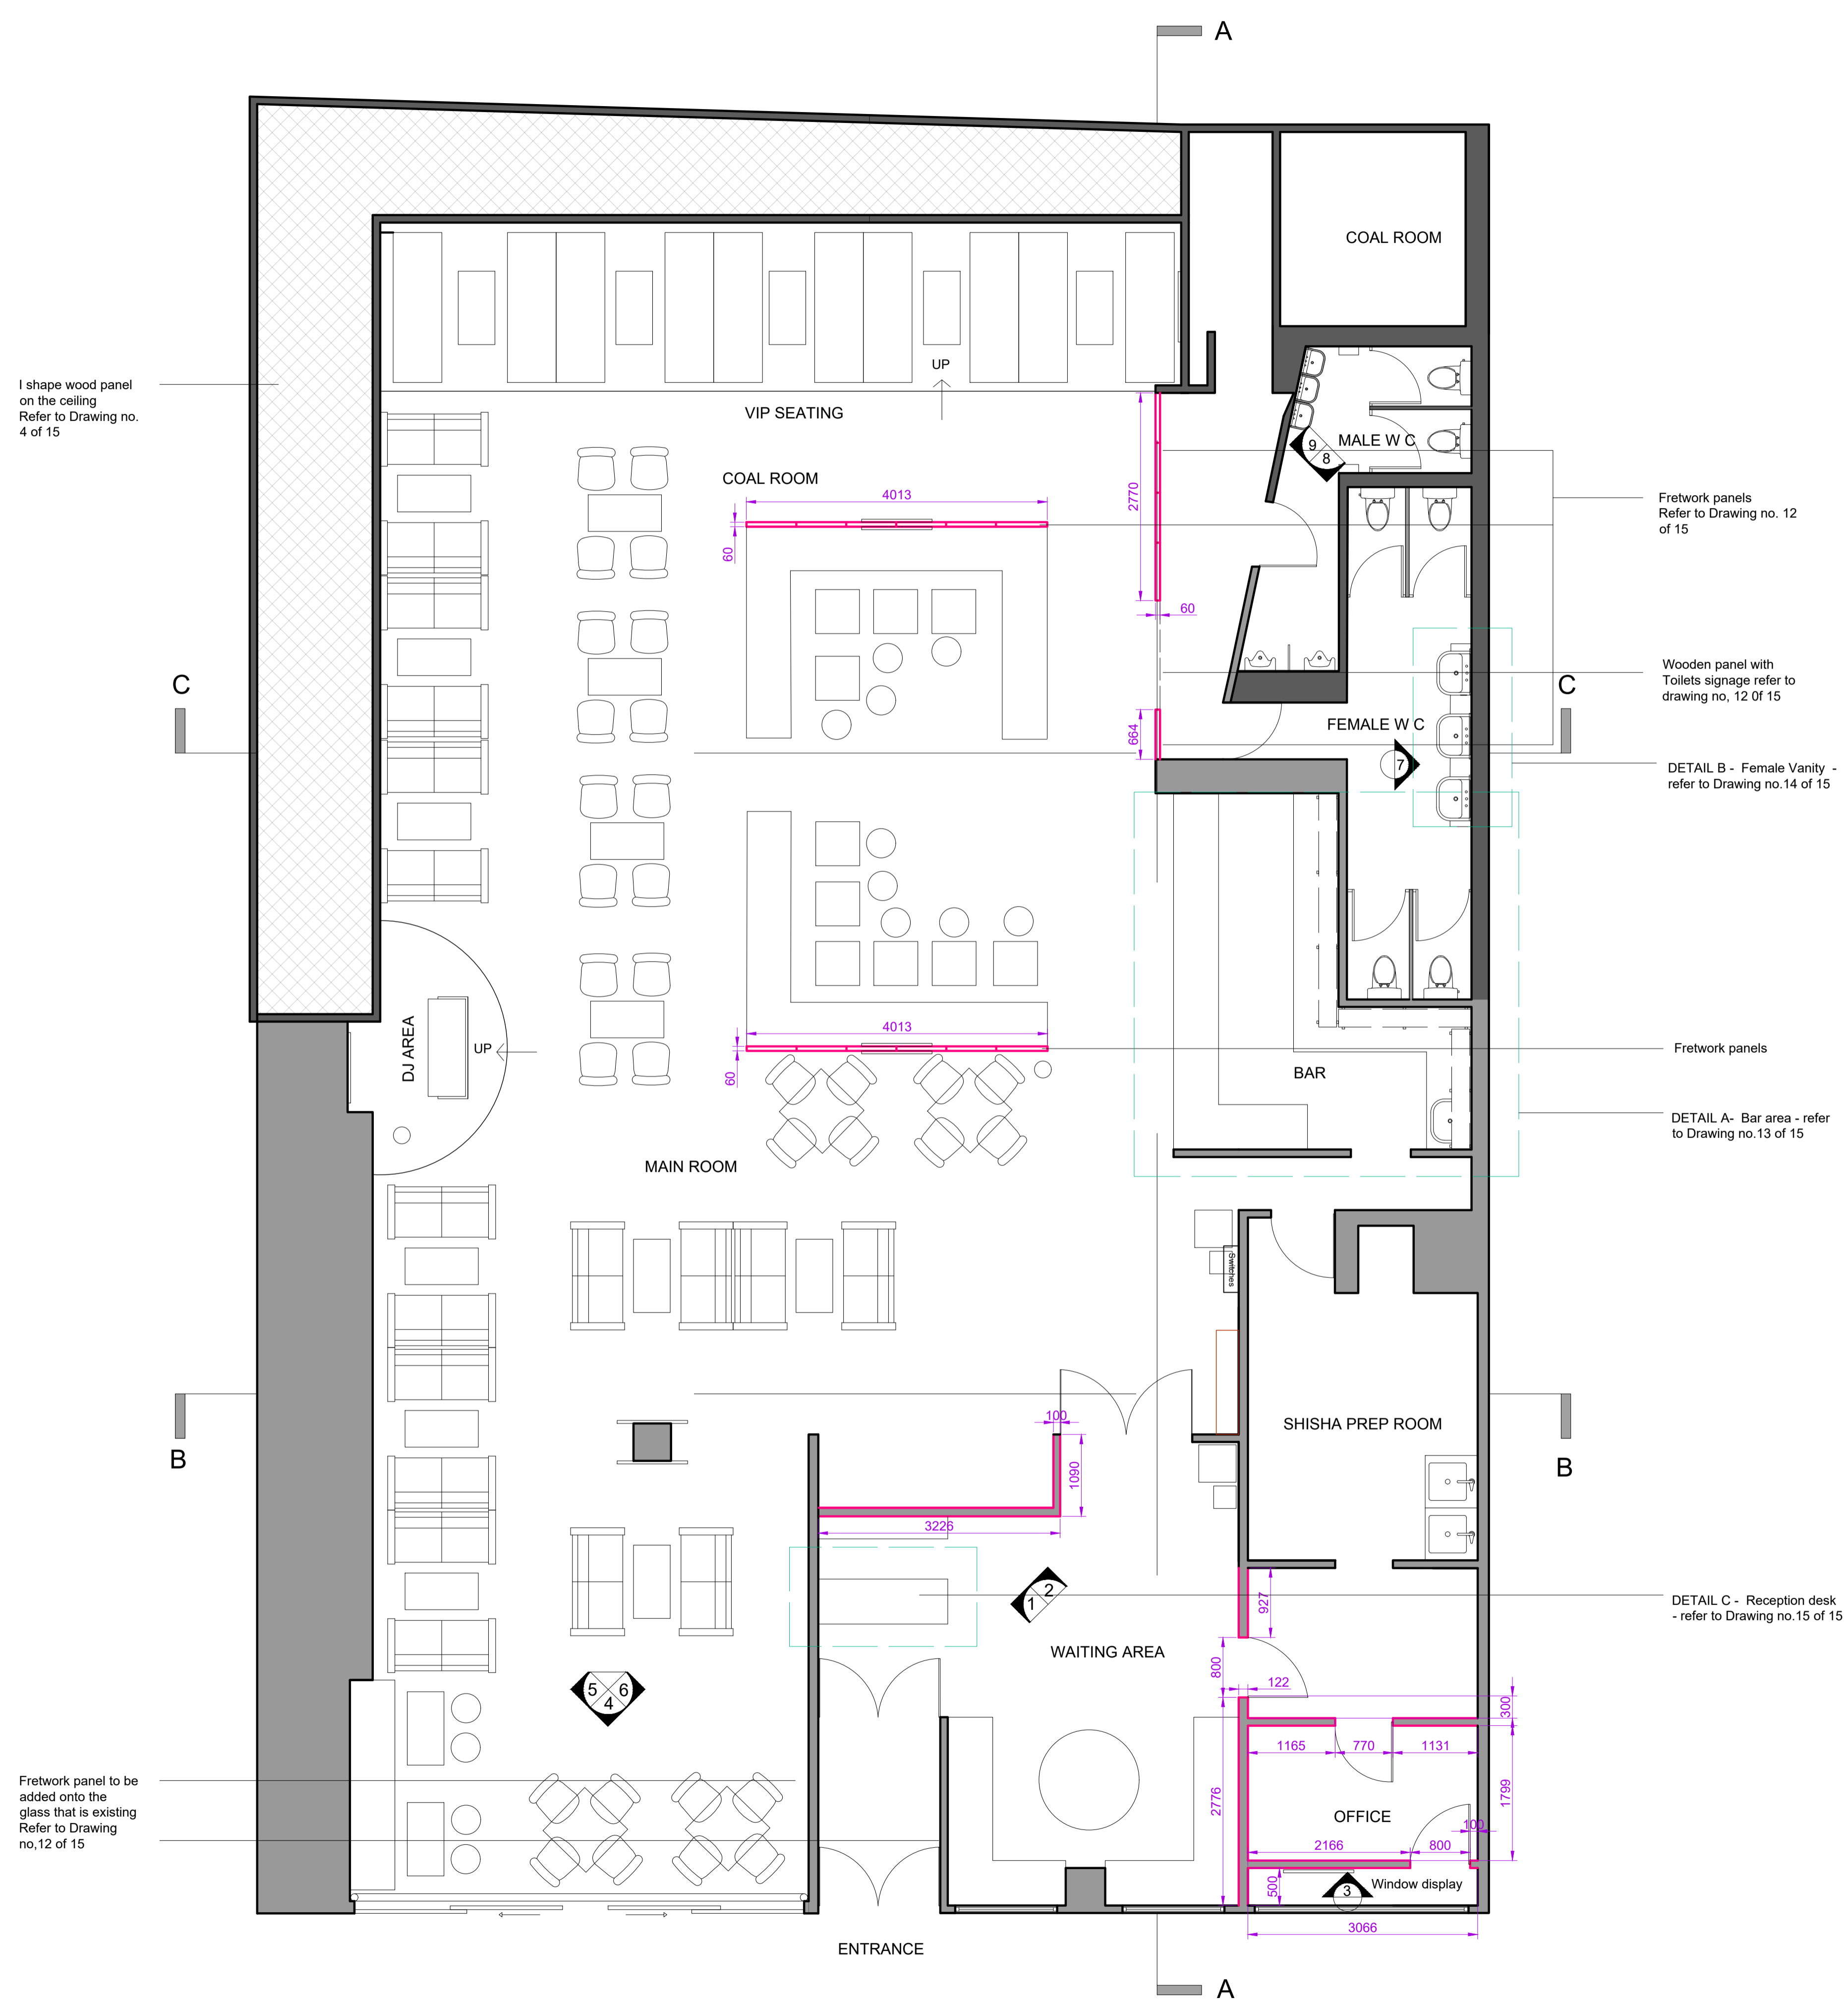 A
COAL ROOM
I shape wood panel
on the ceiling
Refer to Drawing no.
4 of 15
UP
VIP SEATING
MALE W C
9
8
COAL ROOM
4013
60
2770
60
Fretwork panels
Refer to Drawing no. 12
of 15
C
C
Wooden panel with
Toilets signage refer to
drawing no, 12 0f 15
664
FEMALE W C
7
DETAIL B -  Female Vanity  -
refer to Drawing no.14 of 15
4013
60
DJ AREA
UP
Fretwork panels
BAR
DETAIL A-  Bar area - refer
to Drawing no.13 of 15
MAIN ROOM
Switches
100
1090
3226
SHISHA PREP ROOM
B
B
1
2
927
DETAIL C -  Reception desk
- refer to Drawing no.15 of 15
WAITING AREA
800
122
5
6
4
300
1165
770
1131
1799
2776
Fretwork panel to be
added onto the
glass that is existing
Refer to Drawing
no,12 of 15
OFFICE
100
2166
800
500
3
Window display
3066
ENTRANCE
A